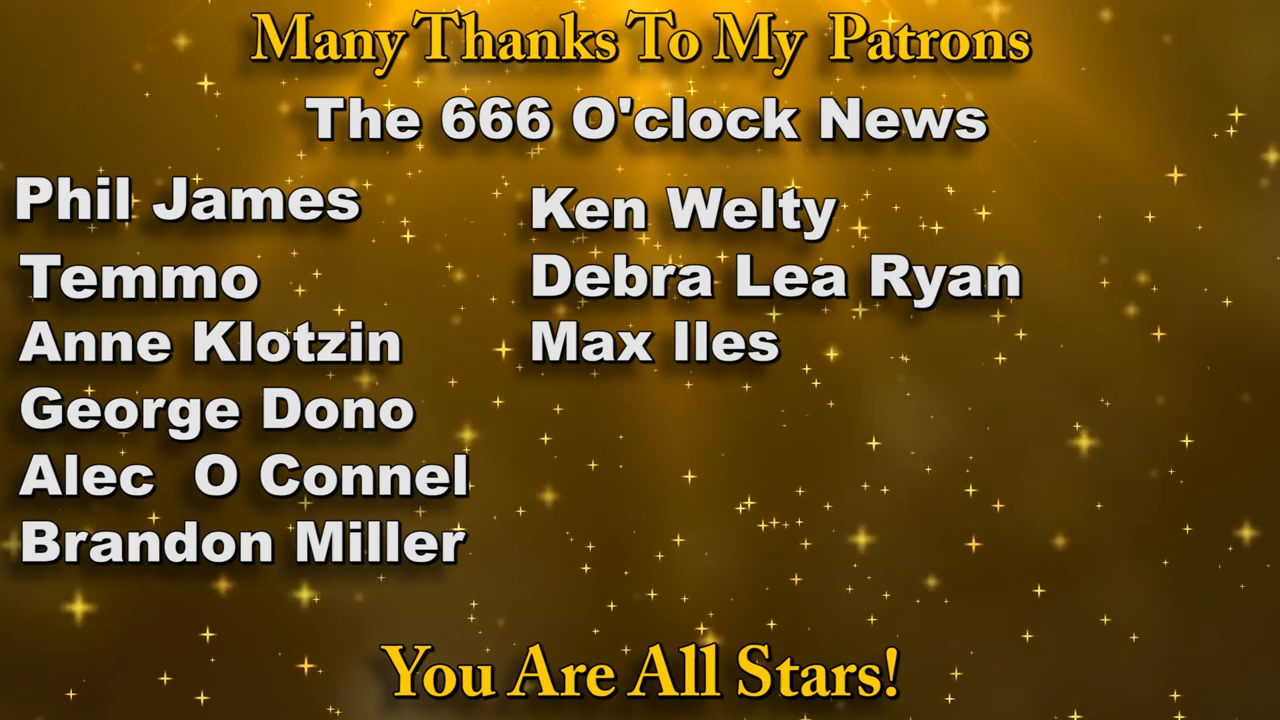 Many Thanks To My Patrons
The 666 O'clock News
Phil James
Temmo
Anne Klotzin
George Dono
Alec O Connel
Brandon Miller
Ken Welty
Debra Lea Ryan
Max Iles
You Are All Stars!